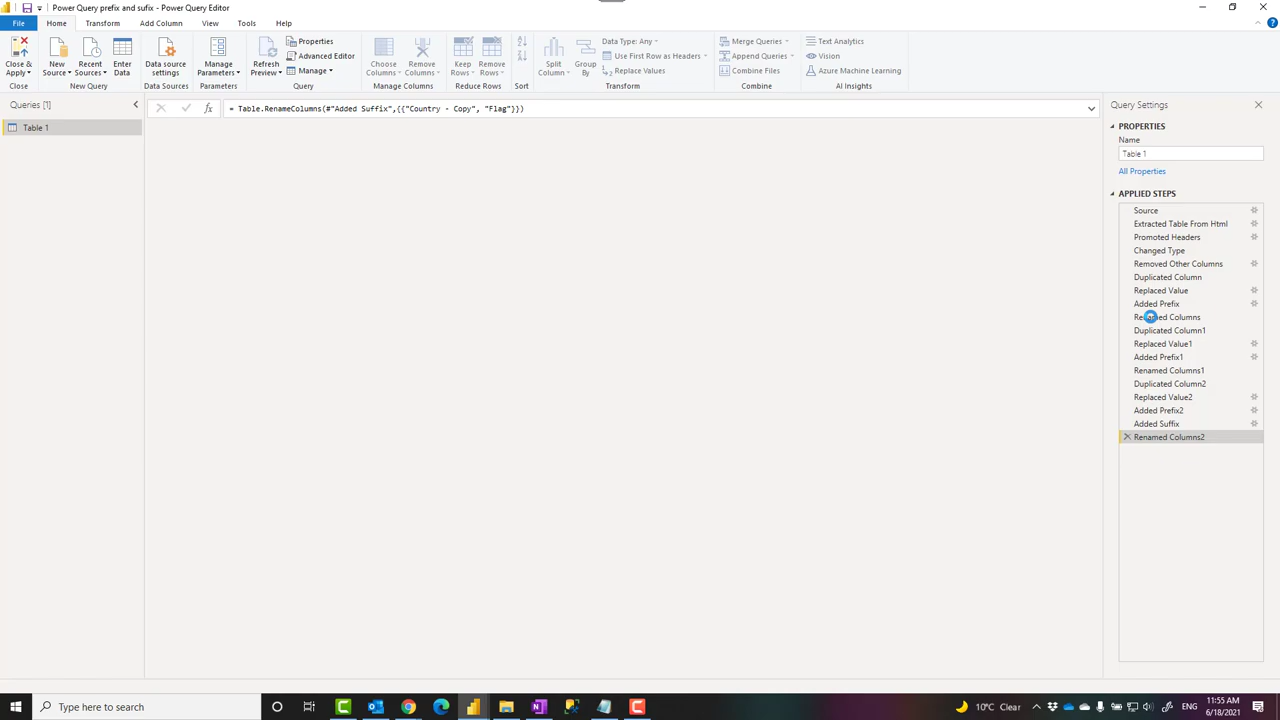 Power Query prefix and sufix - Power Query Editor
File Home Transform Add Column View Tools Help
Close & Apply
Close
New Source
Recent Sources
Enter Data
New Query
Data source settings
Data Sources
Manage Parameters
Parameters
Refresh Preview
Properties
Advanced Editor
Manage
Query
Choose Columns
Remove Columns
Manage Columns
Keep Rows
Remove Rows
Reduce Rows
Sort
Split Column
Group By
Data Type: Any
Use First Row as Headers
Replace Values
Transform
Merge Queries
Append Queries
Combine Files
Combine
Text Analytics
Vision
Azure Machine Learning
AI Insights
Queries [1]
Table 1
= Table.RenameColumns(#"Added Suffix",{{"Country - Copy", "Flag"}})
Query Settings
PROPERTIES
Name
Table 1
All Properties
APPLIED STEPS
Source
Extracted Table From Html
Promoted Headers
Changed Type
Removed Other Columns
Duplicated Column
Replaced Value
Added Prefix
Renamed Columns
Duplicated Column1
Replaced Value1
Added Prefix1
Renamed Columns1
Duplicated Column2
Replaced Value2
Added Prefix2
Added Suffix
Renamed Columns2
Type here to search
10°C Clear
ENG
11:55 AM
6/18/2021